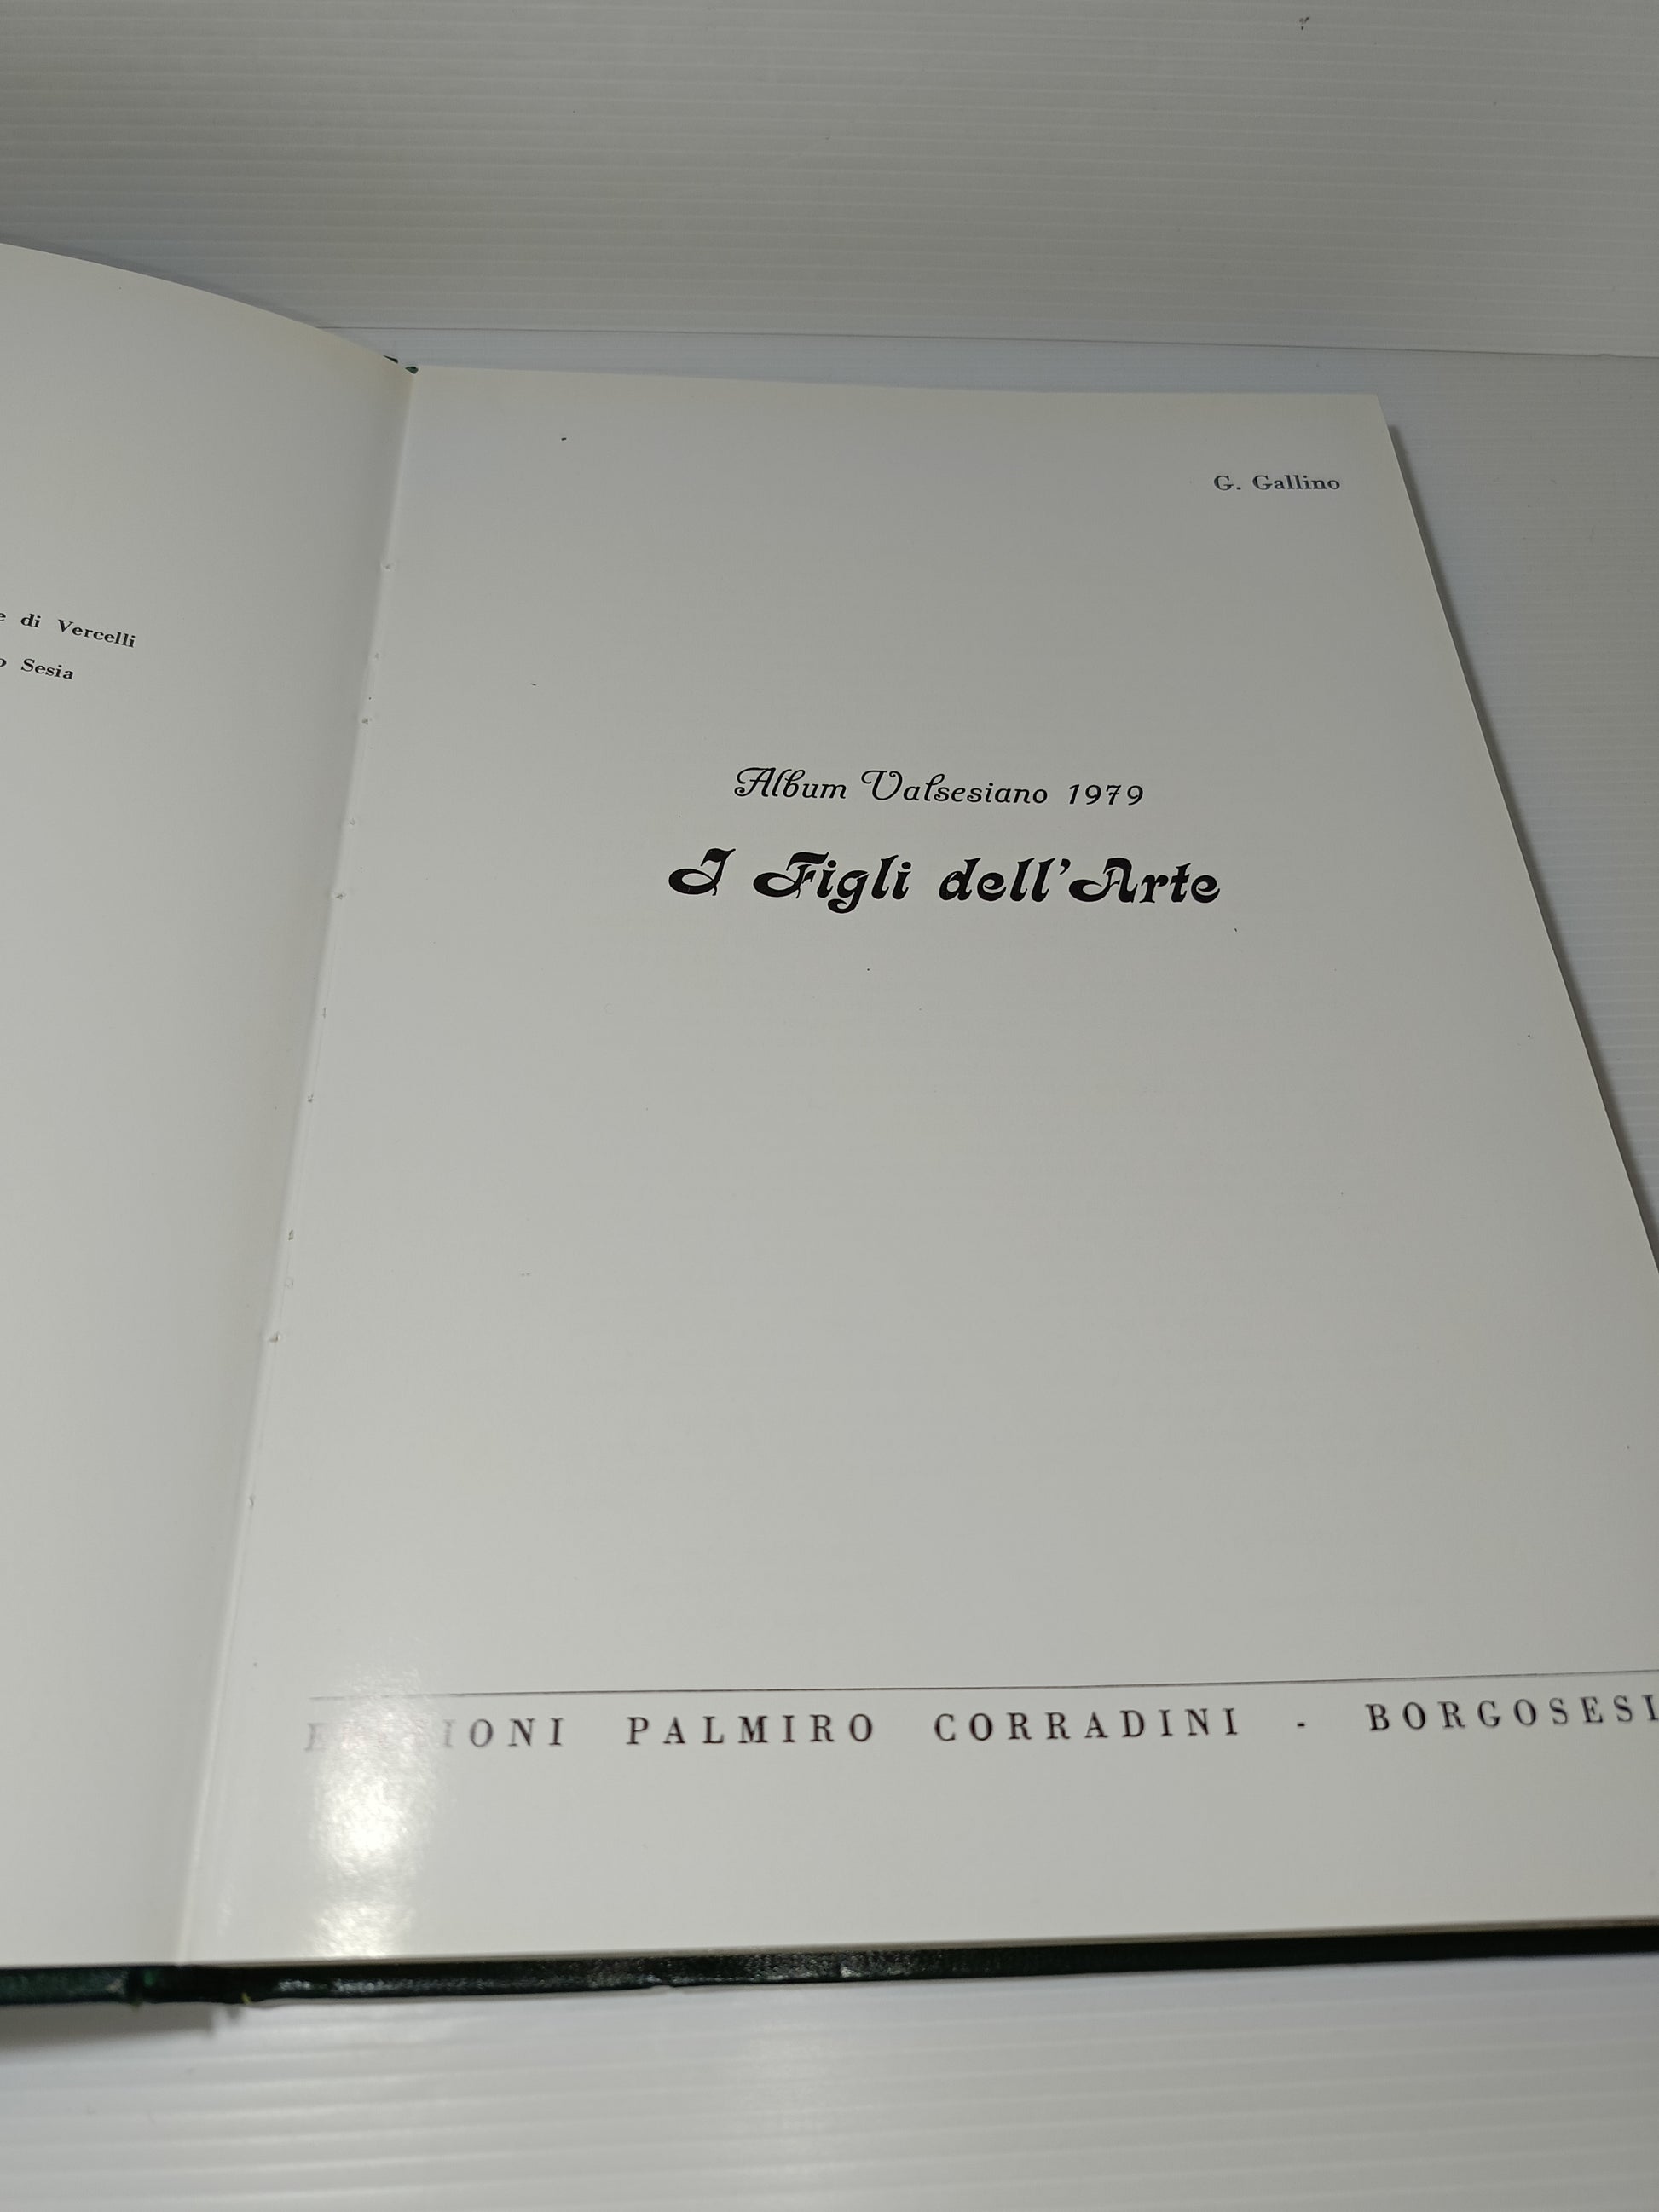 di Vercelli
Sesia
G. Gallino
Album Valsesiano 1979
I Figli dell'Arte
PALMIRO CORRADINI - BORGOSESI